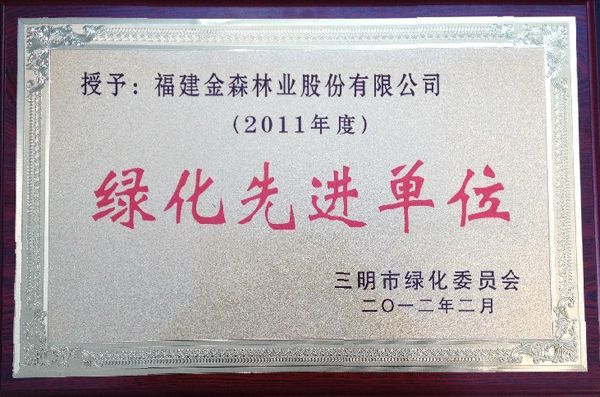 授予：福建金森林业股份有限公司
（2011年度）
绿化先进单位
三明市绿化委员会
二〇一二年二月